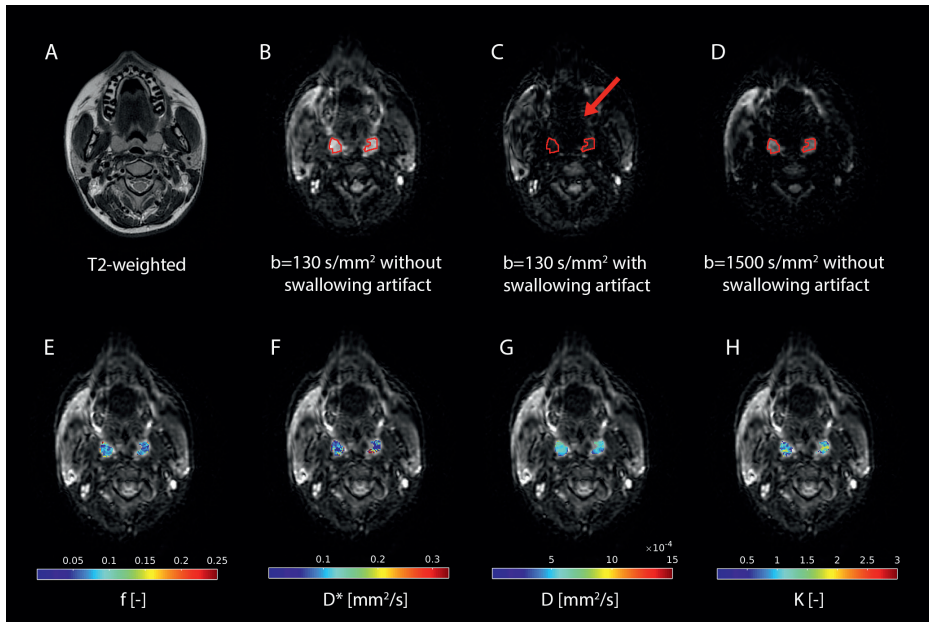 A
B
C
D
T2-weighted
b=130 s/mm² without
swallowing artifact
b=130 s/mm² with
swallowing artifact
b=1500 s/mm² without
swallowing artifact
E
F
G
H
0.05 0.1 0.15 0.2 0.25
f [-]
0.1 0.2 0.3
D* [mm²/s]
×10⁻⁴
5 10 15
D [mm²/s]
0.5 1 1.5 2 2.5 3
K [-]